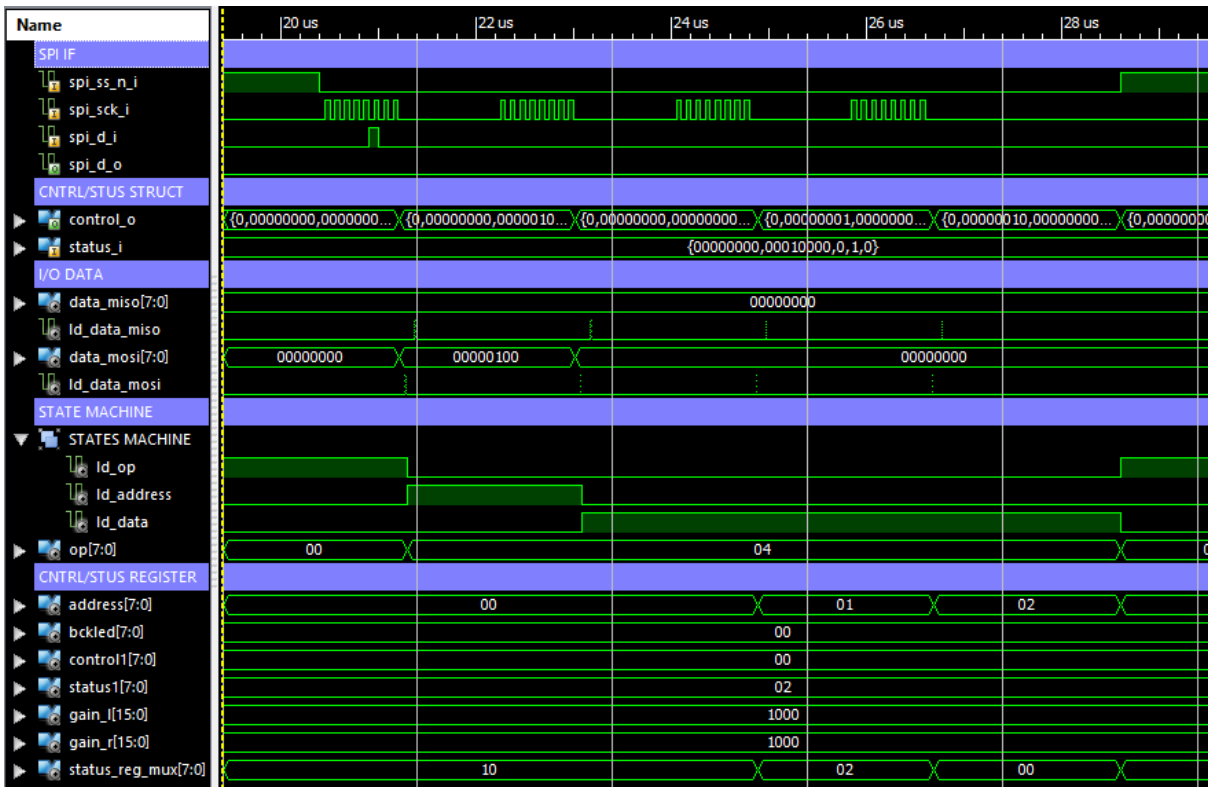 Name 20 us 22 us 24 us 26 us 28 us
SPI IF
spi_ss_n_i
spi_sck_i
spi_d_i
spi_d_o
CNTRL/STUS STRUCT
control_o {0,00000000,0000000... {0,00000000,0000010... {0,00000000,00000000... {0,00000001,0000000... {0,00000010,00000000... {0,0000000
status_i {00000000,00010000,0,1,0}
I/O DATA
data_miso[7:0] 00000000
ld_data_miso
data_mosi[7:0] 00000000 00000100 00000000
ld_data_mosi
STATE MACHINE
STATES MACHINE
ld_op
ld_address
ld_data
op[7:0] 00 04
CNTRL/STUS REGISTER
address[7:0] 00 01 02
bckled[7:0] 00
control1[7:0] 00
status1[7:0] 02
gain_l[15:0] 1000
gain_r[15:0] 1000
status_reg_mux[7:0] 10 02 00